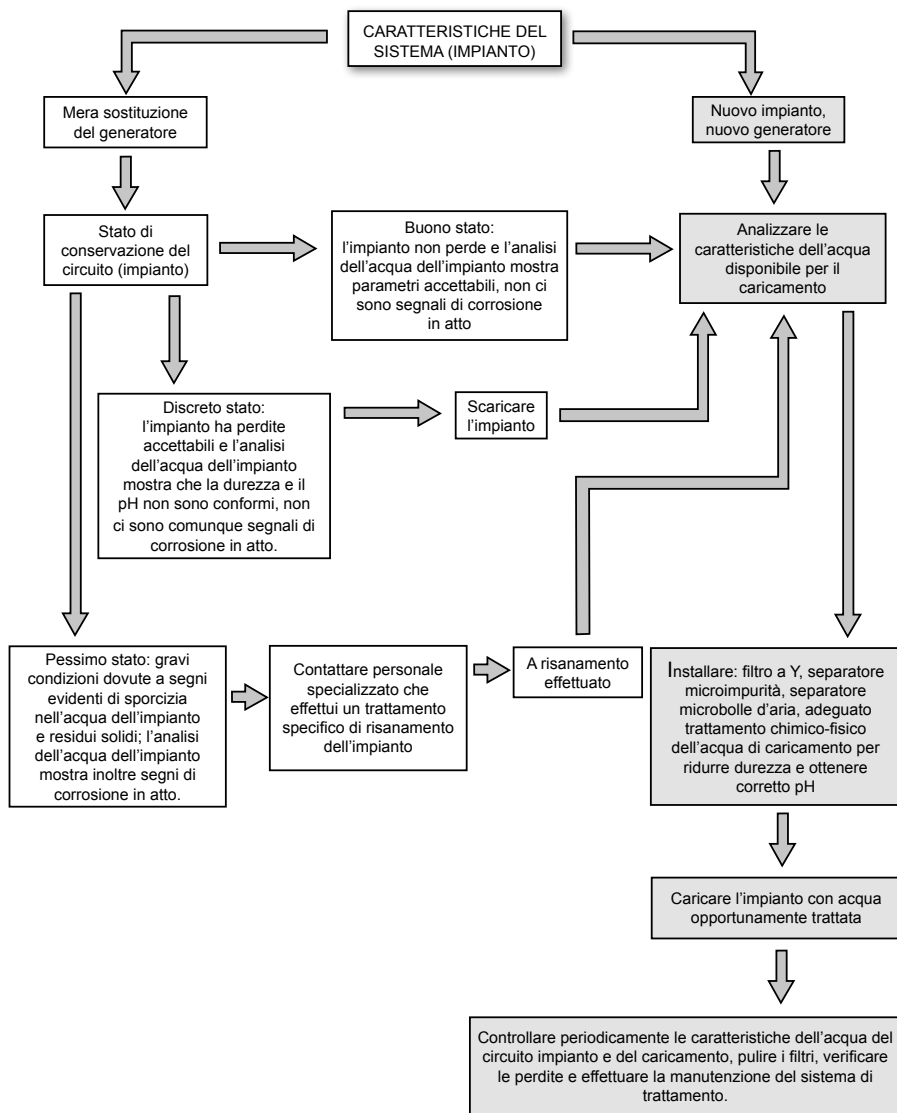 CARATTERISTICHE DEL
SISTEMA (IMPIANTO)
Mera sostituzione
del generatore
Nuovo impianto,
nuovo generatore
Stato di
conservazione del
circuito (impianto)
Buono stato:
l'impianto non perde e l'analisi
dell'acqua dell'impianto mostra
parametri accettabili, non ci
sono segnali di corrosione
in atto
Analizzare le
caratteristiche dell'acqua
disponibile per il
caricamento
Discreto stato:
l'impianto ha perdite
accettabili e l'analisi
dell'acqua dell'impianto
mostra che la durezza e il
pH non sono conformi, non
ci sono comunque segnali di
corrosione in atto.
Scaricare
l'impianto
Pessimo stato: gravi
condizioni dovute a segni
evidenti di sporcizia
nell'acqua dell'impianto
e residui solidi; l'analisi
dell'acqua dell'impianto
mostra inoltre segni di
corrosione in atto.
Contattare personale
specializzato che
effettui un trattamento
specifico di risanamento
dell'impianto
A risanamento
effettuato
Installare: filtro a Y, separatore
microimpurità, separatore
microbolle d'aria, adeguato
trattamento chimico-fisico
dell'acqua di caricamento per
ridurre durezza e ottenere
corretto pH
Caricare l'impianto con acqua
opportunamente trattata
Controllare periodicamente le caratteristiche dell'acqua del
circuito impianto e del caricamento, pulire i filtri, verificare
le perdite e effettuare la manutenzione del sistema di
trattamento.